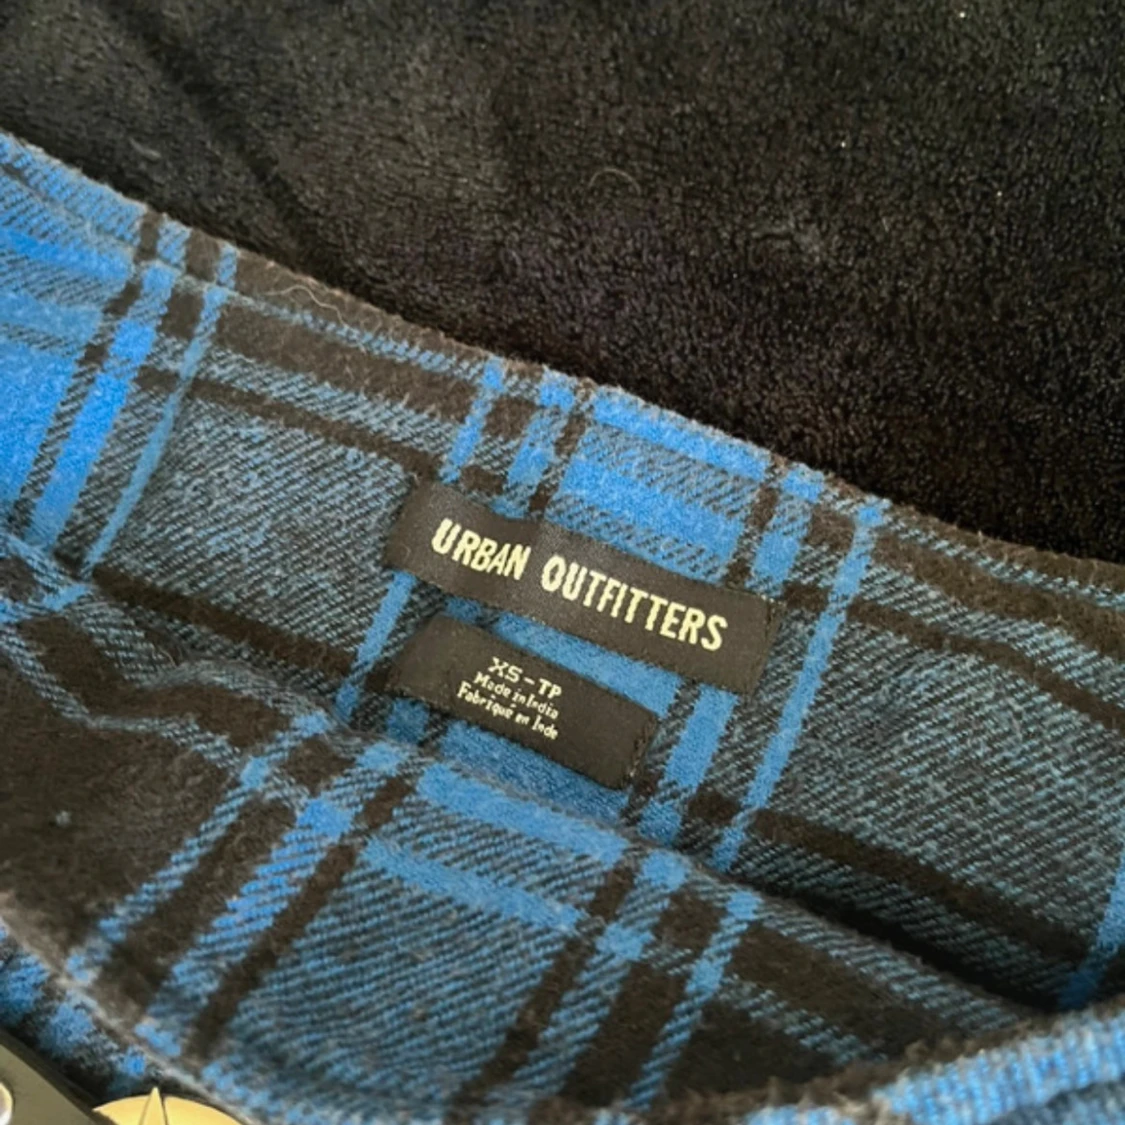 URBAN OUTFITTERS
XS-TP
Made in India
Fabriqué en Inde